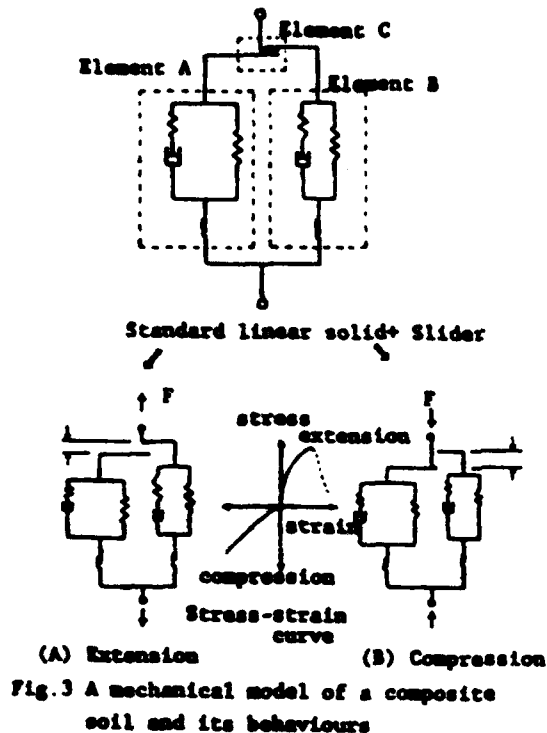 Element C
Element A
Element B
Standard linear solid+ Slider
F
stress
extension
F
strain
compression
Stress-strain
curve
(A) Extension
(B) Compression
Fig.3 A mechanical model of a composite
soil and its behaviours